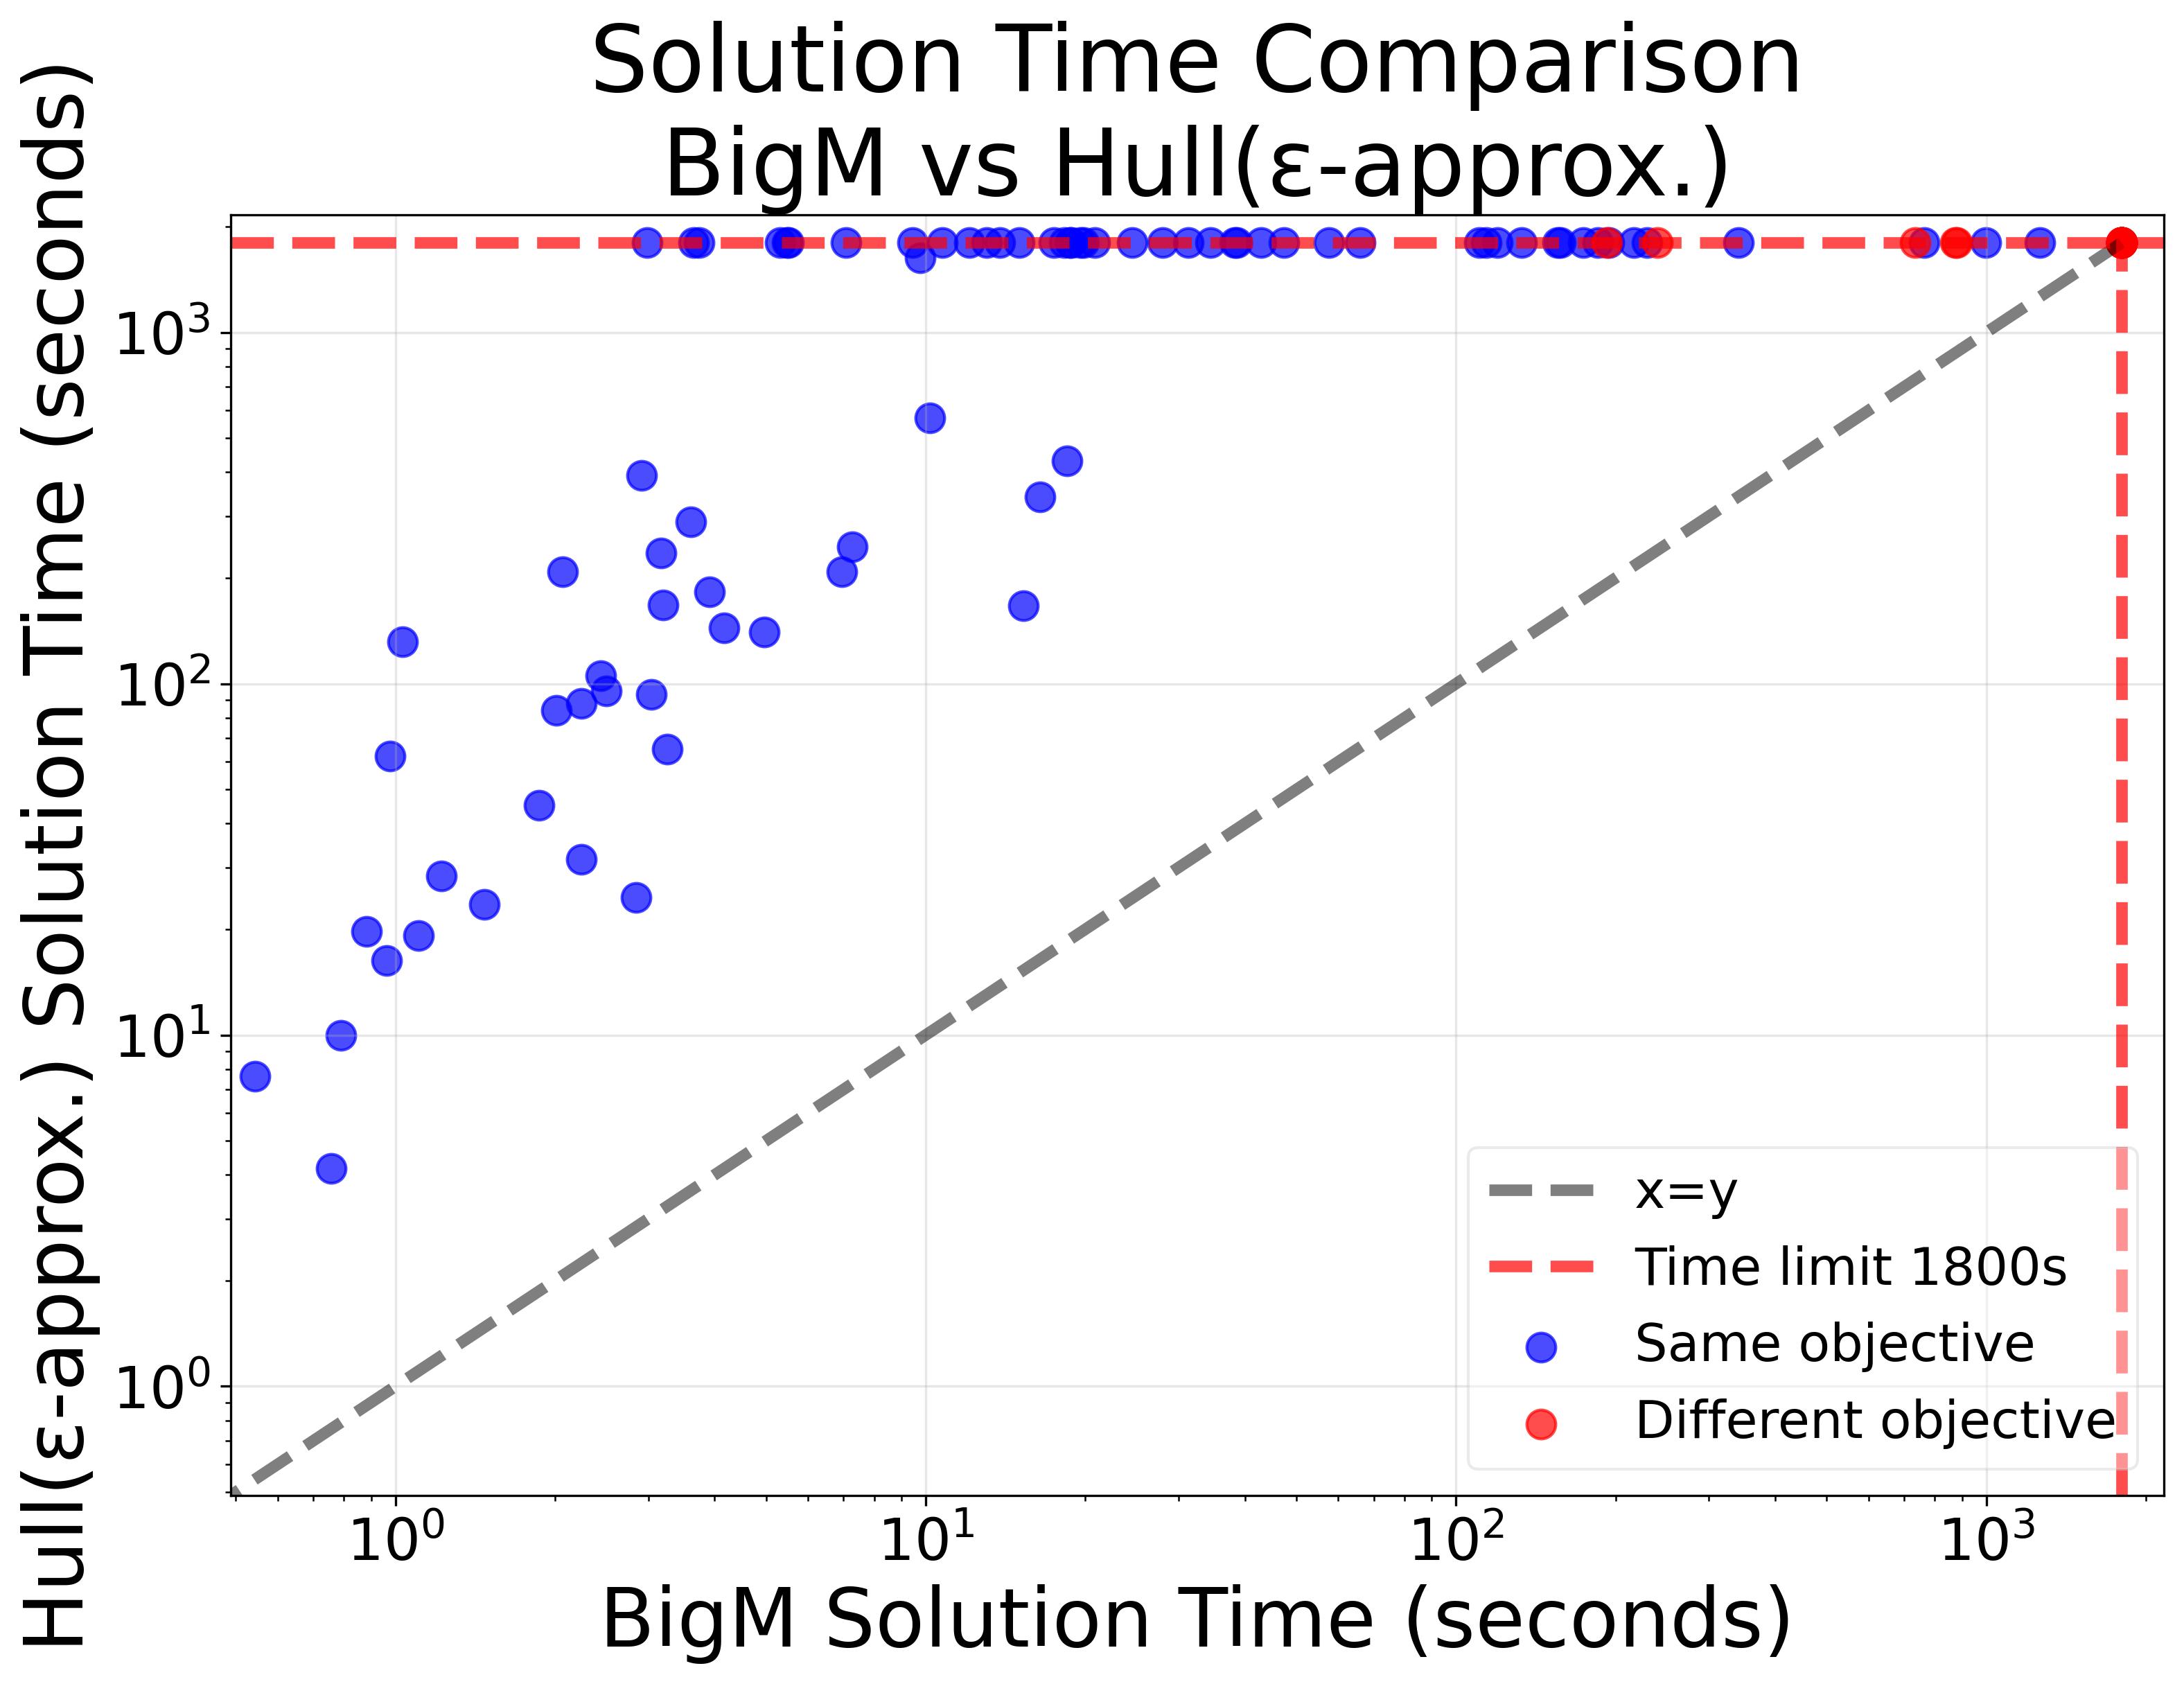 Solution Time Comparison
BigM vs Hull(ε-approx.)
Hull(ε-approx.) Solution Time (seconds)
10³
10²
10¹
10⁰
10⁰ 10¹ 10² 10³
BigM Solution Time (seconds)
x=y
Time limit 1800s
Same objective
Different objective